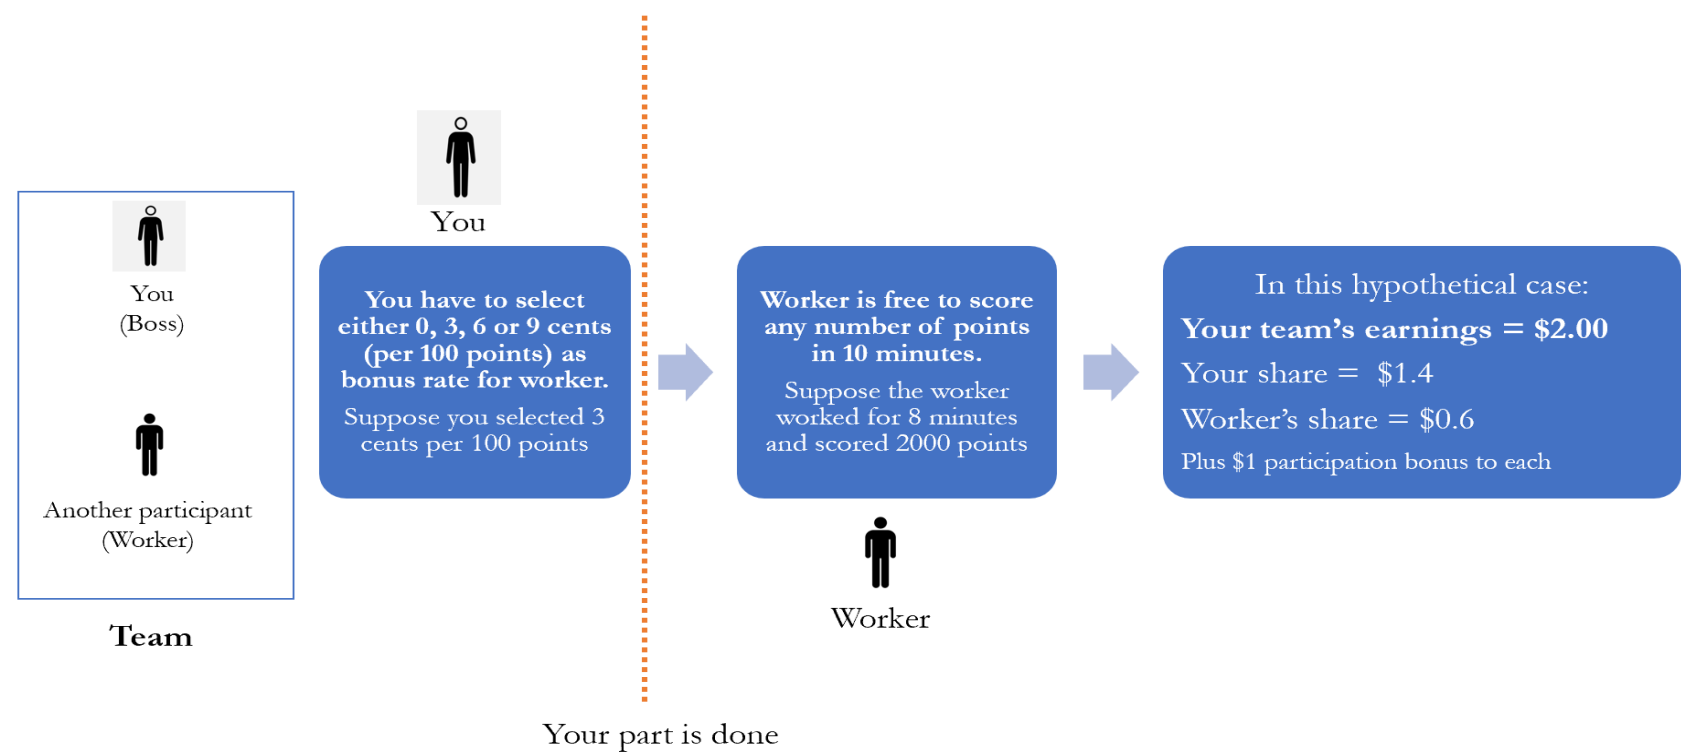 You
(Boss)
Another participant
(Worker)
Team
You
You have to select
either 0, 3, 6 or 9 cents
(per 100 points) as
bonus rate for worker.
Suppose you selected 3
cents per 100 points
Your part is done
Worker is free to score
any number of points
in 10 minutes.
Suppose the worker
worked for 8 minutes
and scored 2000 points
Worker
In this hypothetical case:
Your team’s earnings = $2.00
Your share = $1.4
Worker’s share = $0.6
Plus $1 participation bonus to each